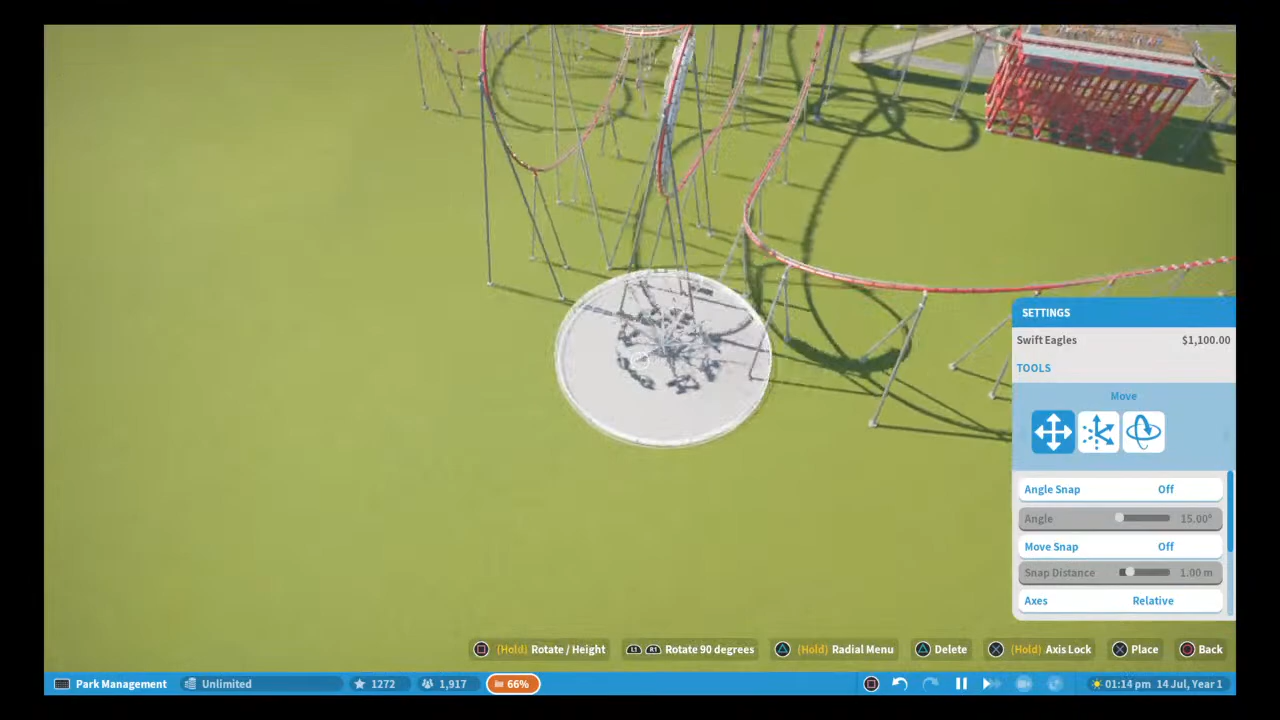 SETTINGS
Swift Eagles $1,100.00
TOOLS
Move
Angle Snap Off
Angle 15.00°
Move Snap Off
Snap Distance 1.00 m
Axes Relative
(Hold) Rotate / Height L1 R1 Rotate 90 degrees (Hold) Radial Menu Delete (Hold) Axis Lock Place Back
Park Management Unlimited 1272 1,917 66% 01:14 pm 14 Jul, Year 1